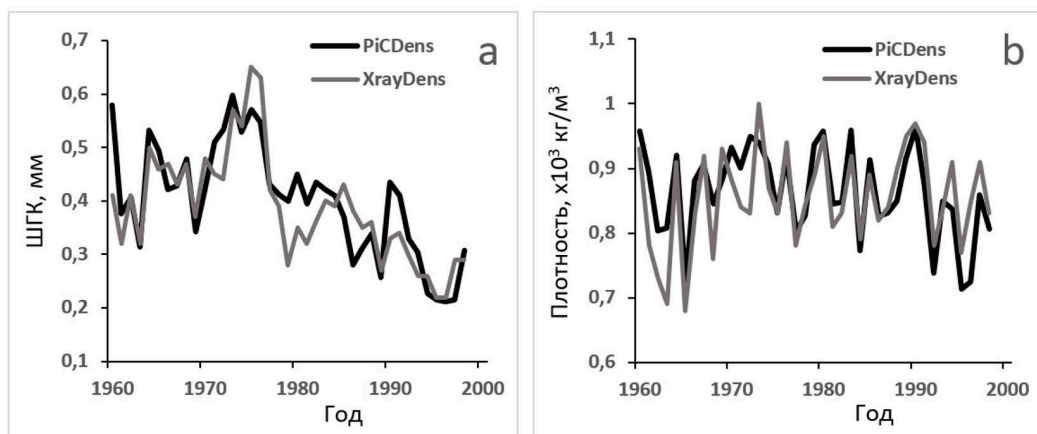 0,7
0,6
0,5
0,4
0,3
0,2
0,1
ШГК, мм
PiCDens
XrayDens
a
1960 1970 1980 1990 2000
Год
1,1
1
0,9
0,8
0,7
0,6
Плотность, x10³ кг/м³
PiCDens
XrayDens
b
1960 1970 1980 1990 2000
Год